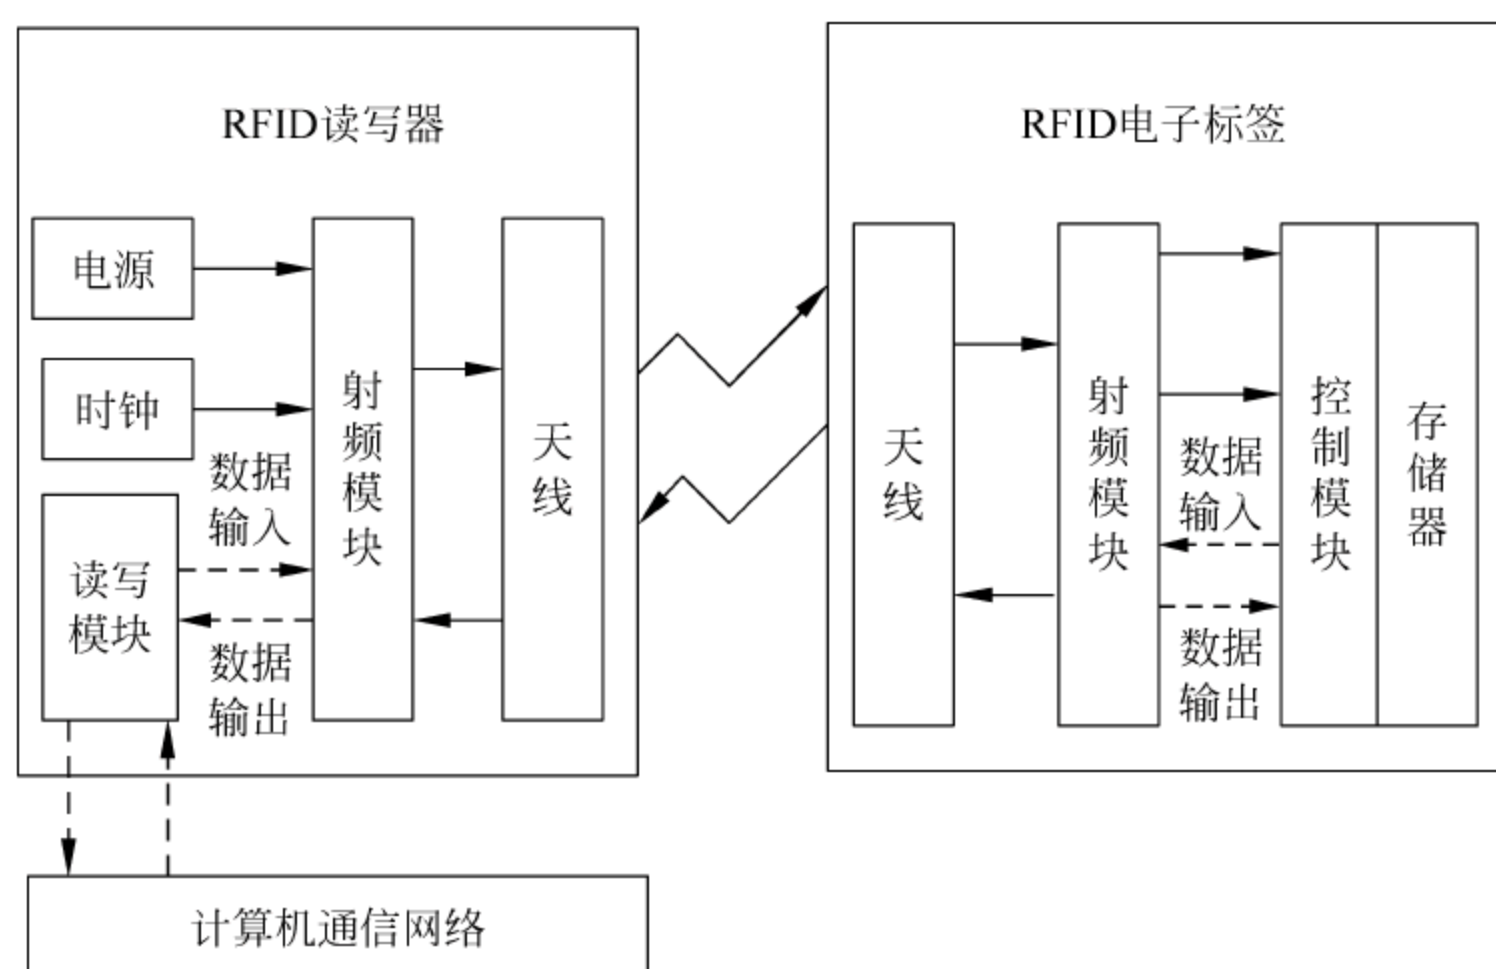 RFID读写器
电源
时钟
数据
输入
读写
模块
数据
输出
射
频
模
块
天
线
RFID电子标签
天
线
射
频
模
块
数据
输入
数据
输出
控
制
模
块
存
储
器
计算机通信网络